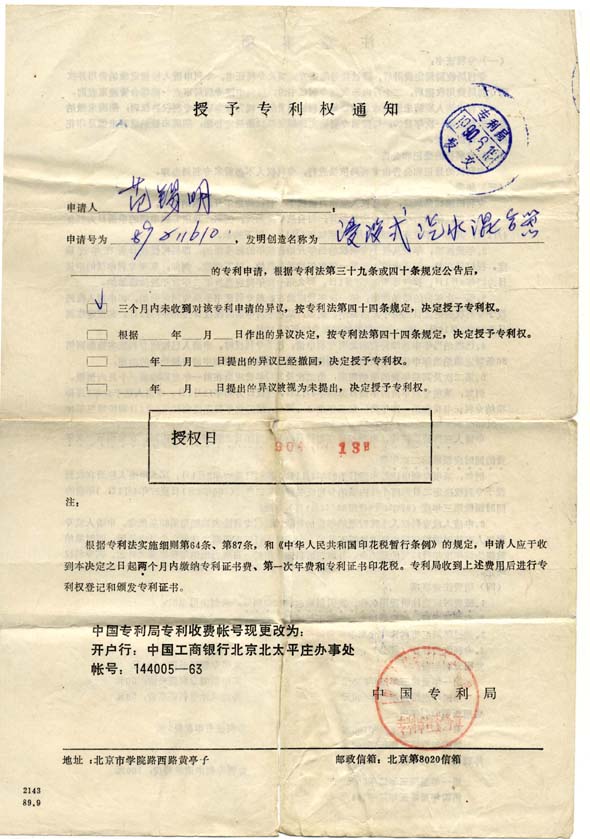 授予专利权通知
专利局
发文
申请人 范锡明
申请号为 89211610. ，发明创造名称为 浸没式汽水混合器
的专利申请，根据专利法第三十九条或四十条规定公告后，
三个月内未收到对该专利申请的异议，按专利法第四十四条规定，决定授予专利权。
根据 年 月 日作出的异议决定，按专利法第四十四条规定，决定授予专利权。
年 月 日提出的异议已经撤回，决定授予专利权。
年 月 日提出的异议被视为未提出，决定授予专利权。
授权日 904 13日
注：
根据专利法实施细则第64条、第87条，和《中华人民共和国印花税暂行条例》的规定，申请人应于收
到本决定之日起两个月内缴纳专利证书费、第一次年费和专利证书印花税。专利局收到上述费用后进行专
利权登记和颁发专利证书。
中国专利局专利收费帐号现更改为：
开户行：中国工商银行北京北太平庄办事处
帐号：144005—63
中国专利局
地址：北京市学院路西路黄亭子 邮政信箱：北京第8020信箱
2143
89.9